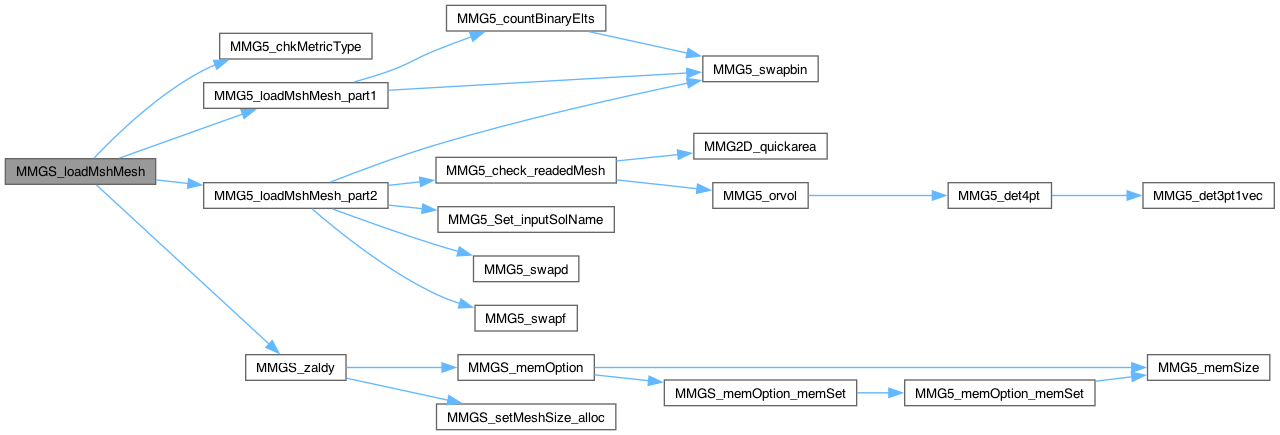 MMGS_loadMshMesh
MMG5_chkMetricType
MMG5_loadMshMesh_part1
MMG5_countBinaryElts
MMG5_swapbin
MMG5_loadMshMesh_part2
MMG5_check_readedMesh
MMG2D_quickarea
MMG5_orvol
MMG5_det4pt
MMG5_det3pt1vec
MMG5_Set_inputSolName
MMG5_swapd
MMG5_swapf
MMGS_zaldy
MMGS_memOption
MMG5_memSize
MMGS_memOption_memSet
MMG5_memOption_memSet
MMGS_setMeshSize_alloc